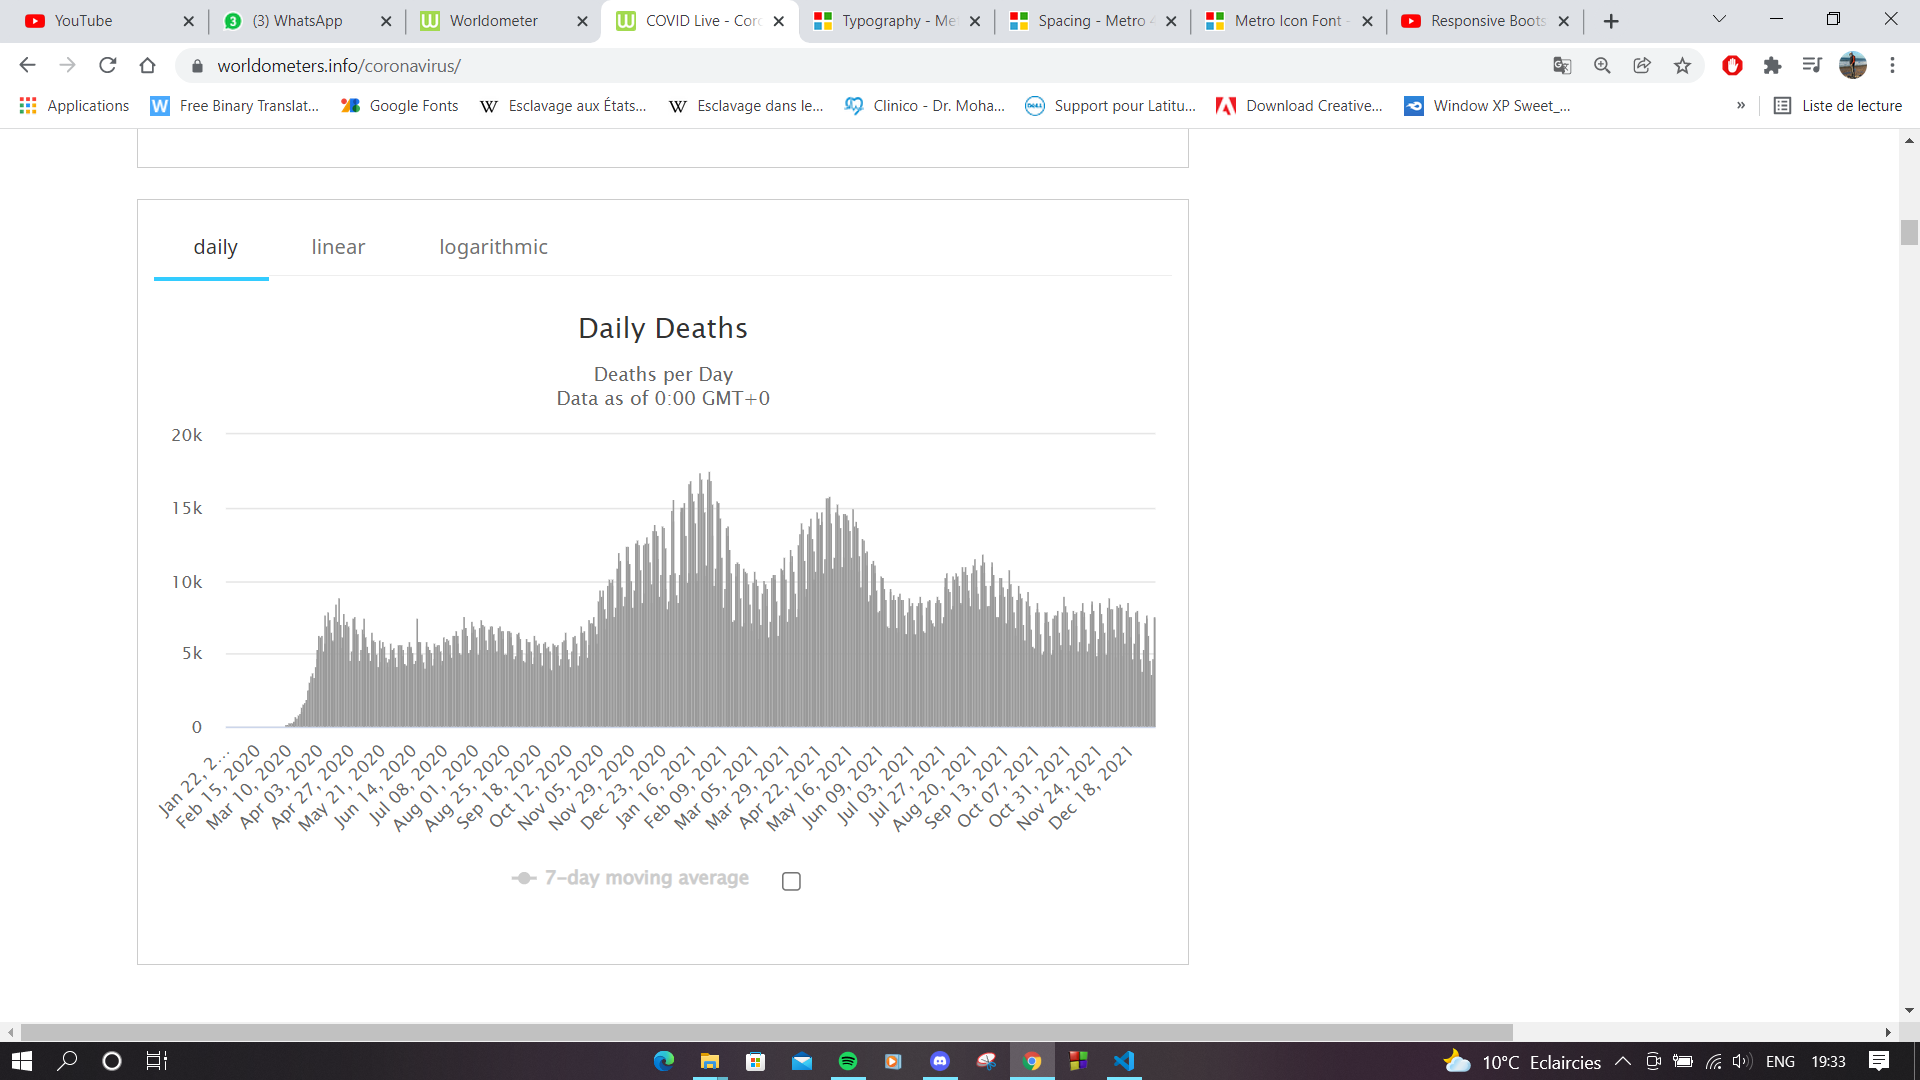 YouTube
(3) WhatsApp
Worldometer
COVID Live - Coro
Typography - Met
Spacing - Metro 4
Metro Icon Font -
Responsive Boots
worldometers.info/coronavirus/
Applications
Free Binary Translat...
Google Fonts
Esclavage aux États...
Esclavage dans le...
Clinico - Dr. Moha...
Support pour Latitu...
Download Creative...
Window XP Sweet_...
»
Liste de lecture
daily
linear
logarithmic
Daily Deaths
Deaths per Day
Data as of 0:00 GMT+0
20k
15k
10k
5k
0
Jan 22, 2...
Feb 15, 2020
Mar 10, 2020
Apr 03, 2020
Apr 27, 2020
May 21, 2020
Jun 14, 2020
Jul 08, 2020
Aug 01, 2020
Aug 25, 2020
Sep 18, 2020
Oct 12, 2020
Nov 05, 2020
Nov 29, 2020
Dec 23, 2020
Jan 16, 2021
Feb 09, 2021
Mar 05, 2021
Mar 29, 2021
Apr 22, 2021
May 16, 2021
Jun 09, 2021
Jul 03, 2021
Jul 27, 2021
Aug 20, 2021
Sep 13, 2021
Oct 07, 2021
Oct 31, 2021
Nov 24, 2021
Dec 18, 2021
7-day moving average
10°C Eclaircies
ENG
19:33